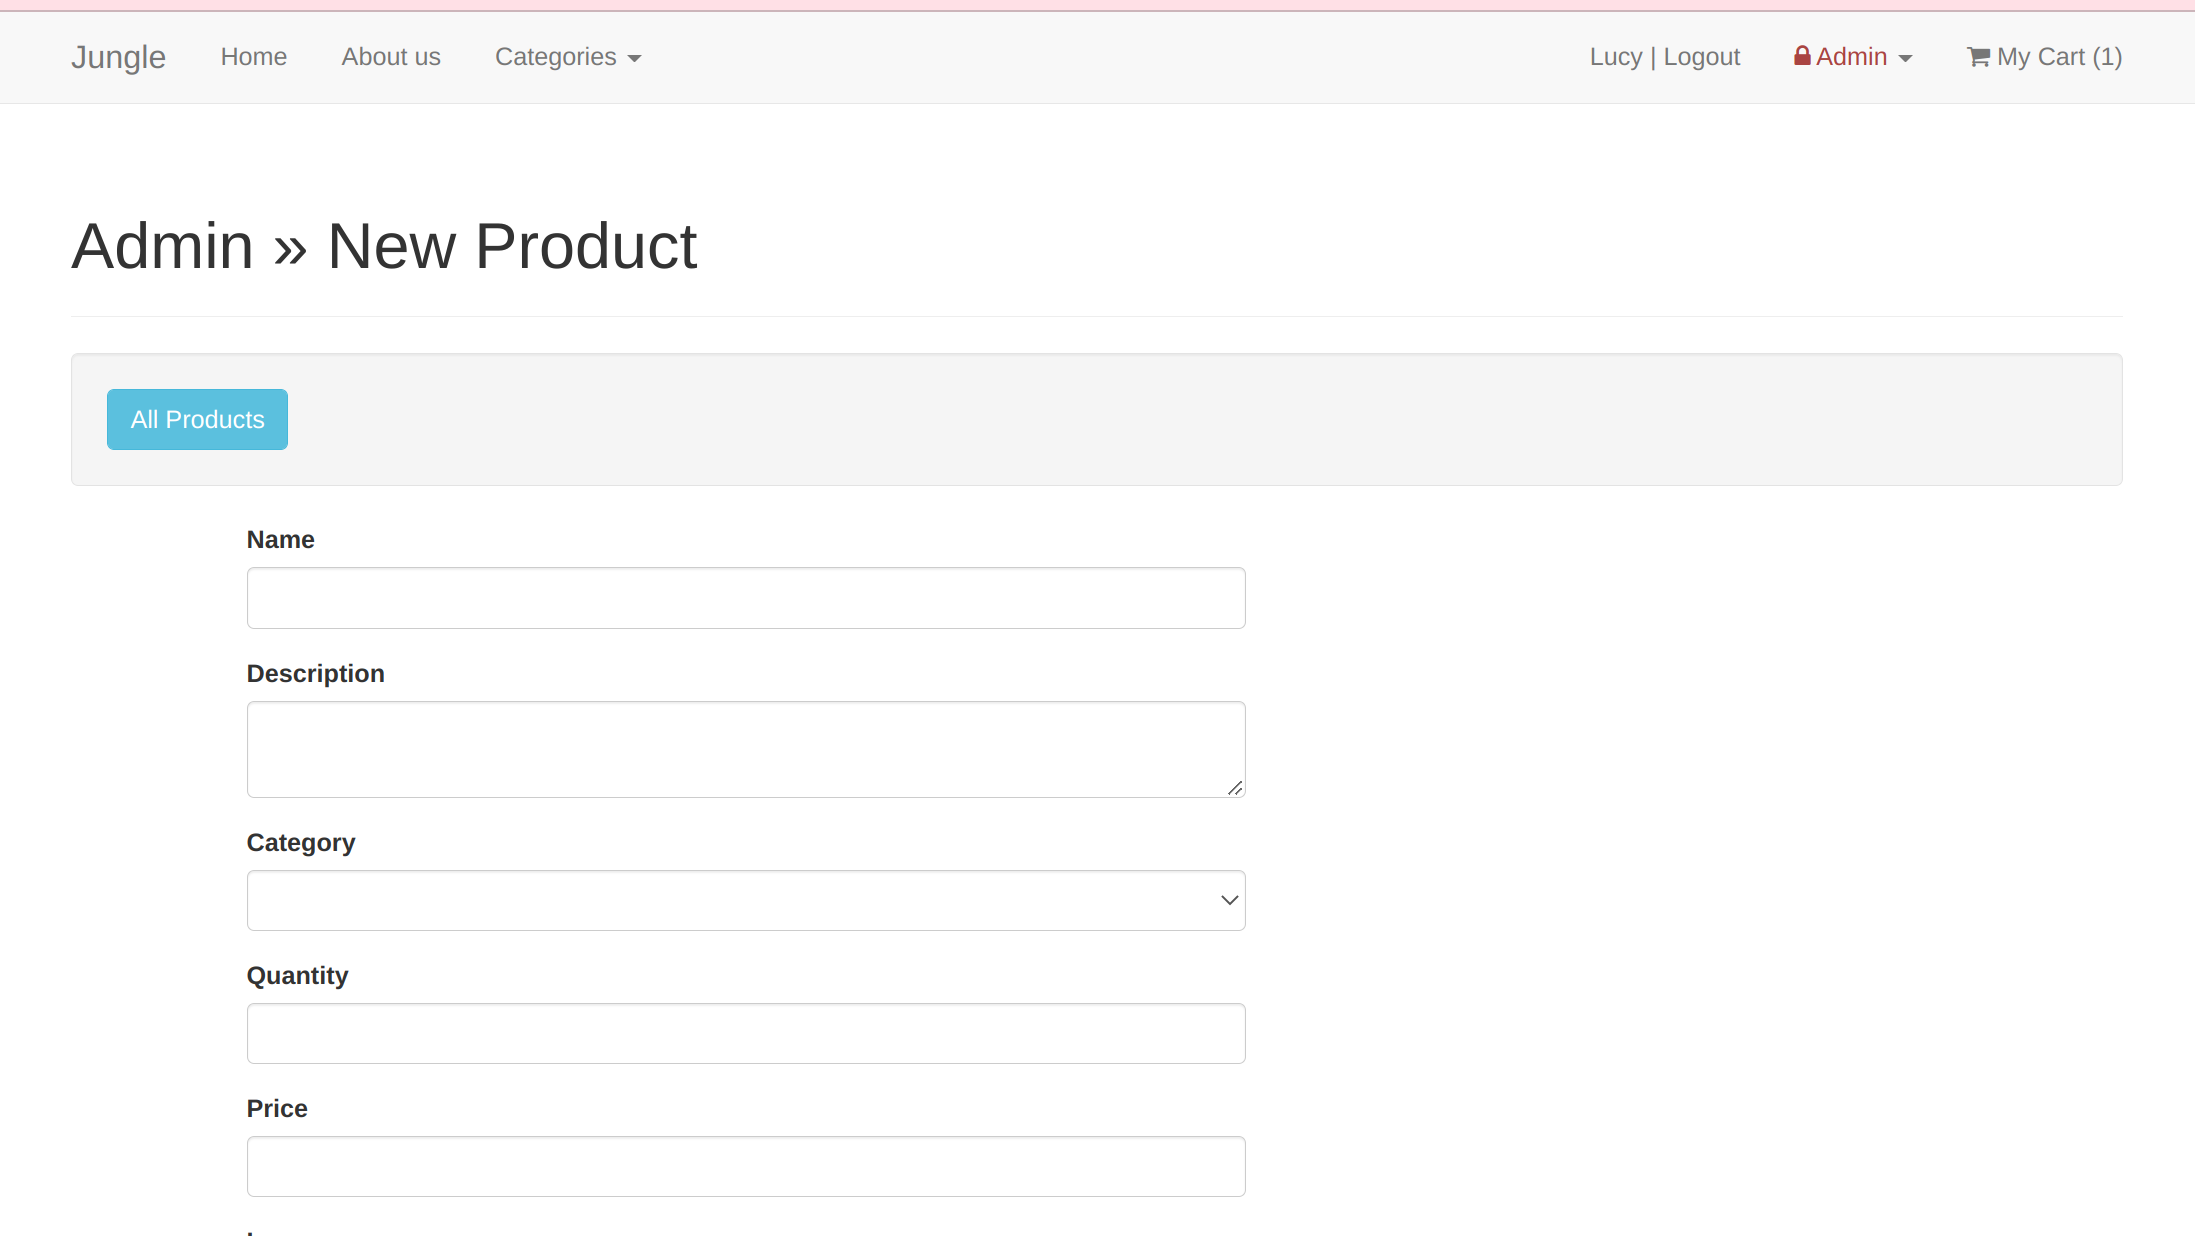 Jungle Home About us Categories Lucy | Logout Admin My Cart (1)
Admin » New Product
All Products
Name
Description
Category
Quantity
Price